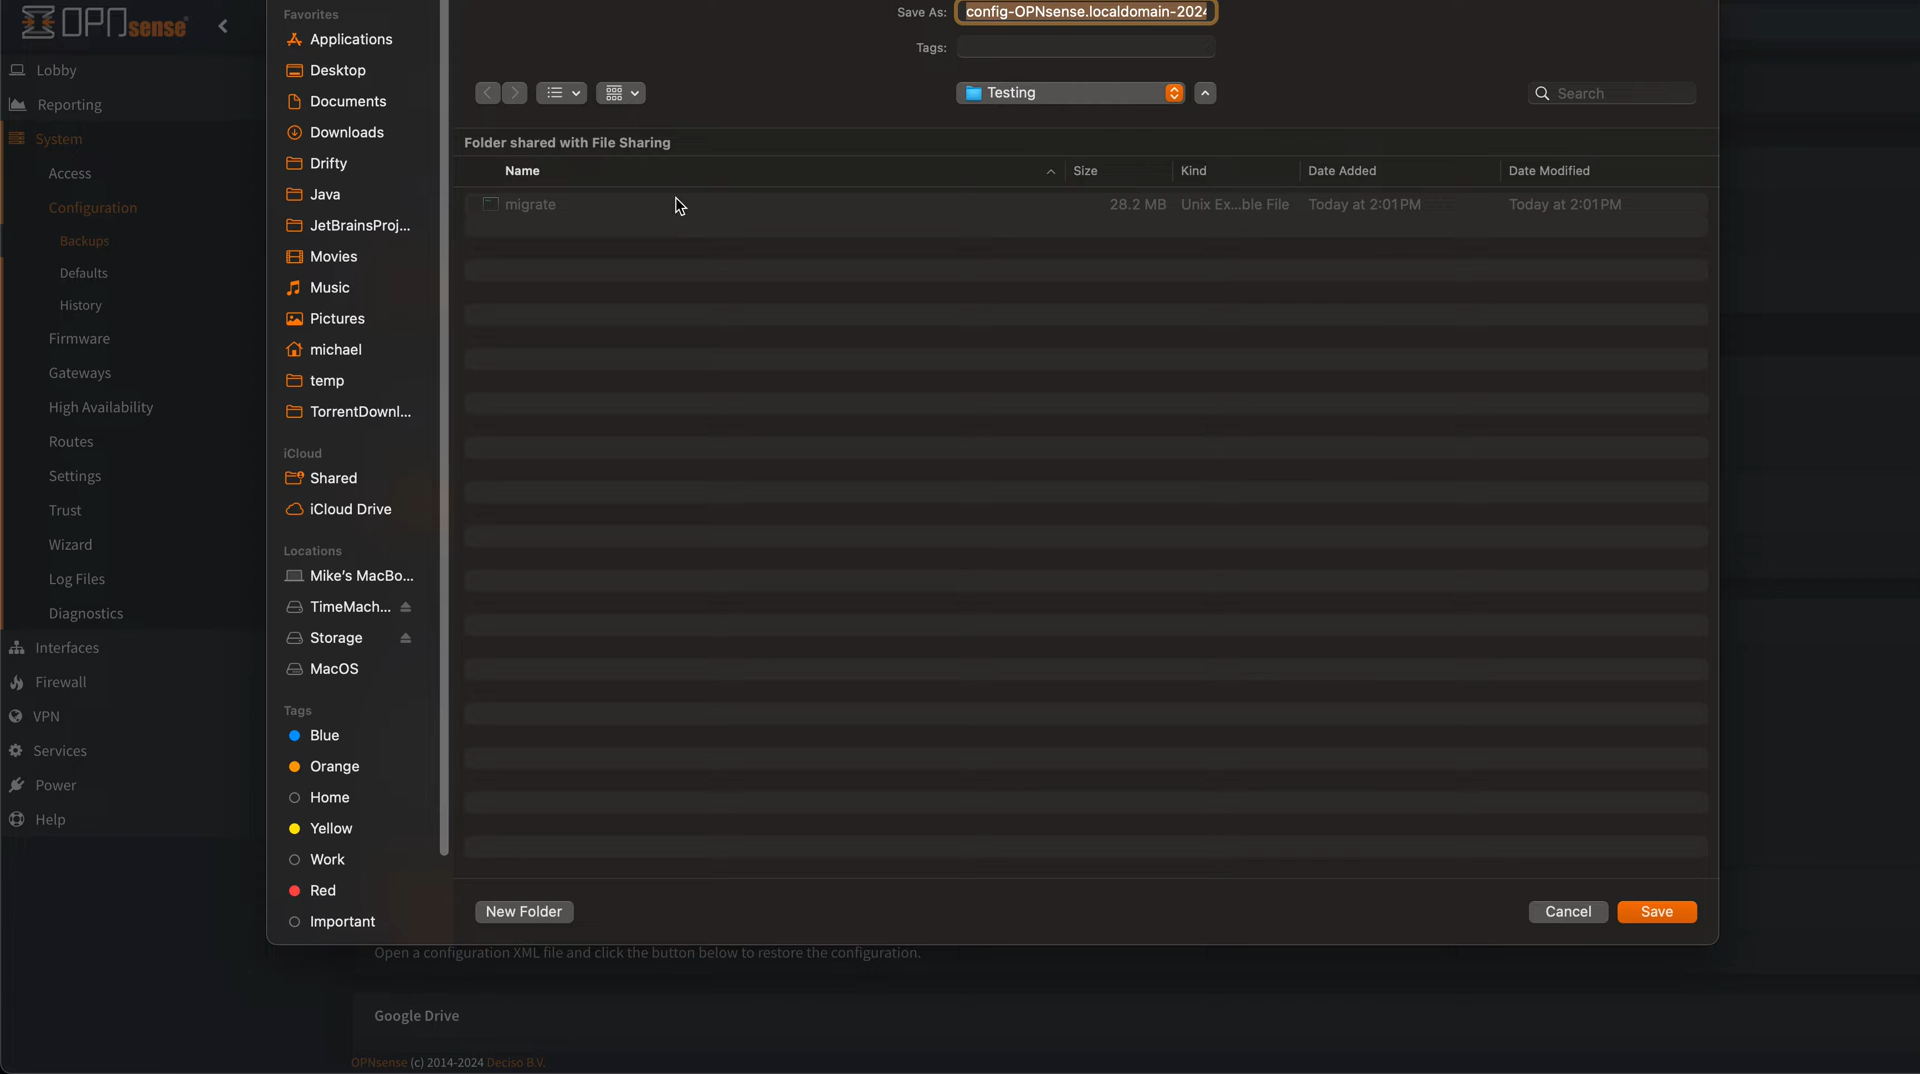 OPNsense
Lobby
Reporting
System
Access
Configuration
Backups
Defaults
History
Firmware
Gateways
High Availability
Routes
Settings
Trust
Wizard
Log Files
Diagnostics
Interfaces
Firewall
VPN
Services
Power
Help
Favorites
Applications
Desktop
Documents
Downloads
Drifty
Java
JetBrainsProj...
Movies
Music
Pictures
michael
temp
TorrentDownl...
iCloud
Shared
iCloud Drive
Locations
Mike's MacBo...
TimeMach...
Storage
MacOS
Tags
Blue
Orange
Home
Yellow
Work
Red
Important
Save As: config-OPNsense.localdomain-2024
Tags:
Testing
Search
Folder shared with File Sharing
Name Size Kind Date Added Date Modified
migrate 28.2 MB Unix Ex...ble File Today at 2:01 PM Today at 2:01 PM
New Folder Cancel Save
Open a configuration XML file and click the button below to restore the configuration.
Google Drive
OPNsense (c) 2014-2024 Deciso B.V.